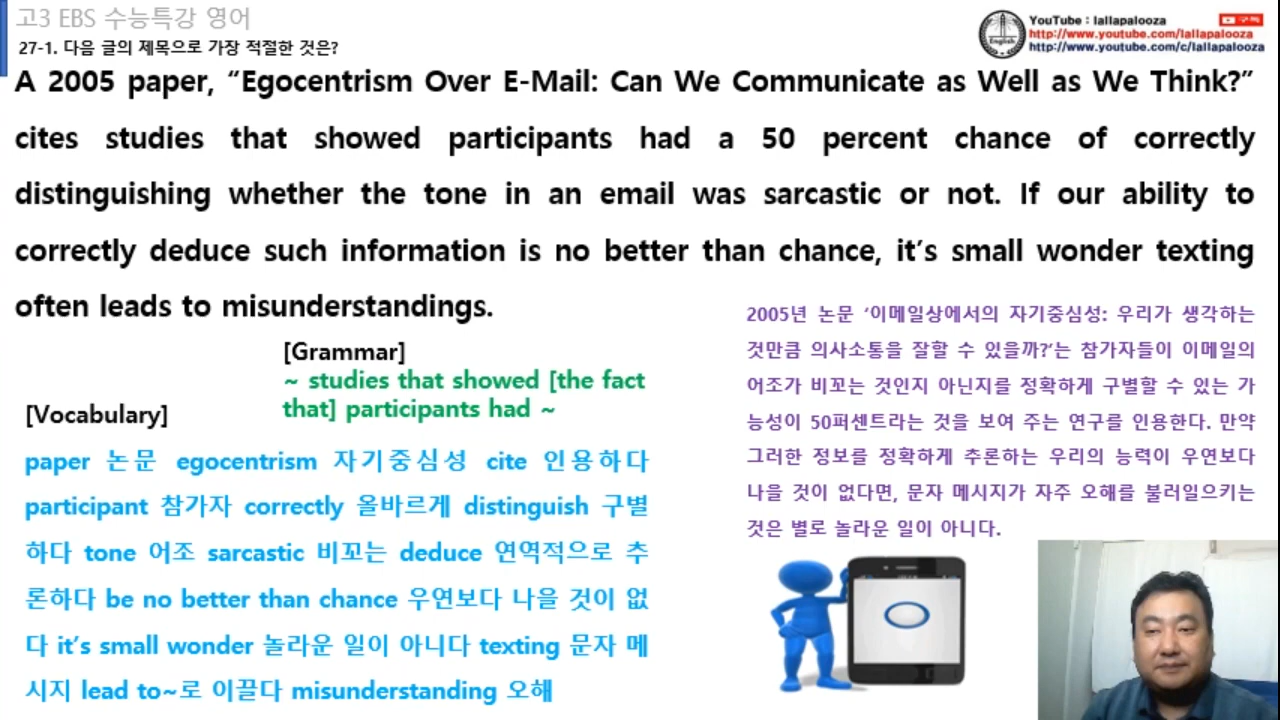 고3 EBS 수능특강 영어
27-1. 다음 글의 제목으로 가장 적절한 것은?
YouTube : lallapalooza
구독
http://www.youtube.com/lallapalooza
http://www.youtube.com/c/lallapalooza
English
A 2005 paper, “Egocentrism Over E-Mail: Can We Communicate as Well as We Think?”
cites studies that showed participants had a 50 percent chance of correctly
distinguishing whether the tone in an email was sarcastic or not. If our ability to
correctly deduce such information is no better than chance, it’s small wonder texting
often leads to misunderstandings.
[Grammar]
~ studies that showed [the fact
that] participants had ~
[Vocabulary]
paper 논문 egocentrism 자기중심성 cite 인용하다
participant 참가자 correctly 올바르게 distinguish 구별
하다 tone 어조 sarcastic 비꼬는 deduce 연역적으로 추
론하다 be no better than chance 우연보다 나을 것이 없
다 it’s small wonder 놀라운 일이 아니다 texting 문자 메
시지 lead to~로 이끌다 misunderstanding 오해
2005년 논문 ‘이메일상에서의 자기중심성: 우리가 생각하는
것만큼 의사소통을 잘할 수 있을까?’는 참가자들이 이메일의
어조가 비꼬는 것인지 아닌지를 정확하게 구별할 수 있는 가
능성이 50퍼센트라는 것을 보여 주는 연구를 인용한다. 만약
그러한 정보를 정확하게 추론하는 우리의 능력이 우연보다
나을 것이 없다면, 문자 메시지가 자주 오해를 불러일으키는
것은 별로 놀라운 일이 아니다.